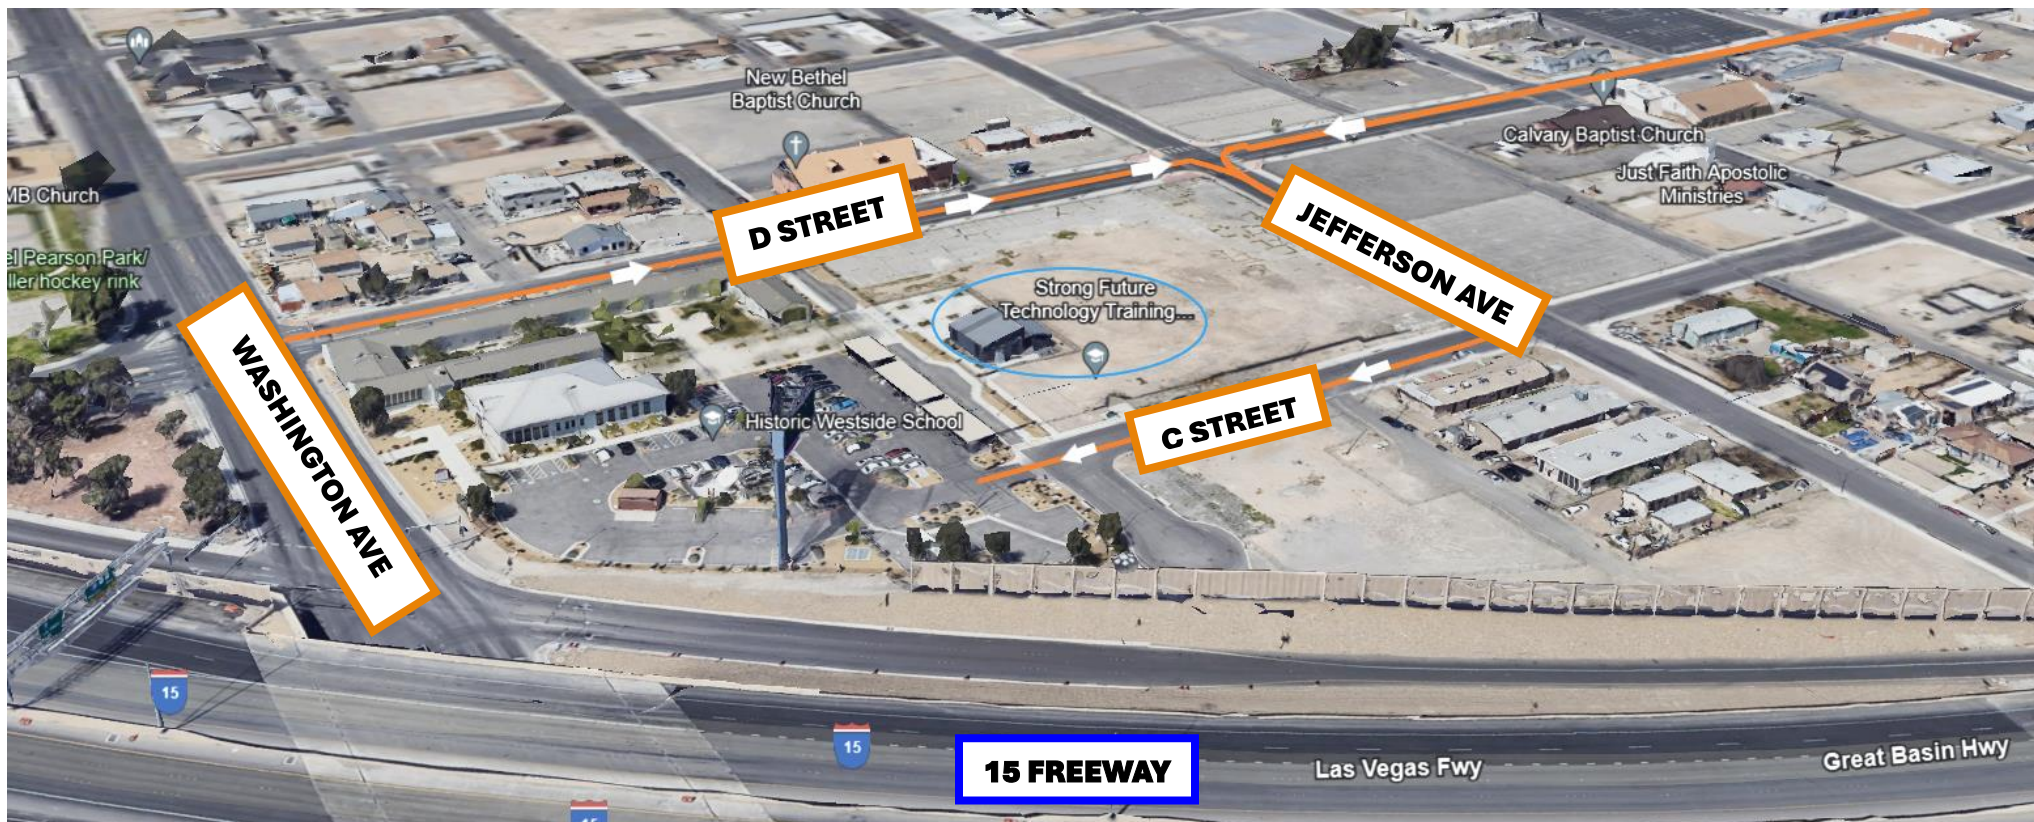 New Bethel
Baptist Church
Calvary Baptist Church
Just Faith Apostolic
Ministries
MB Church
D STREET
JEFFERSON AVE
el Pearson Park/
ller hockey rink
Strong Future
Technology Training...
WASHINGTON AVE
C STREET
Historic Westside School
15
15
15 FREEWAY
Las Vegas Fwy
Great Basin Hwy
15